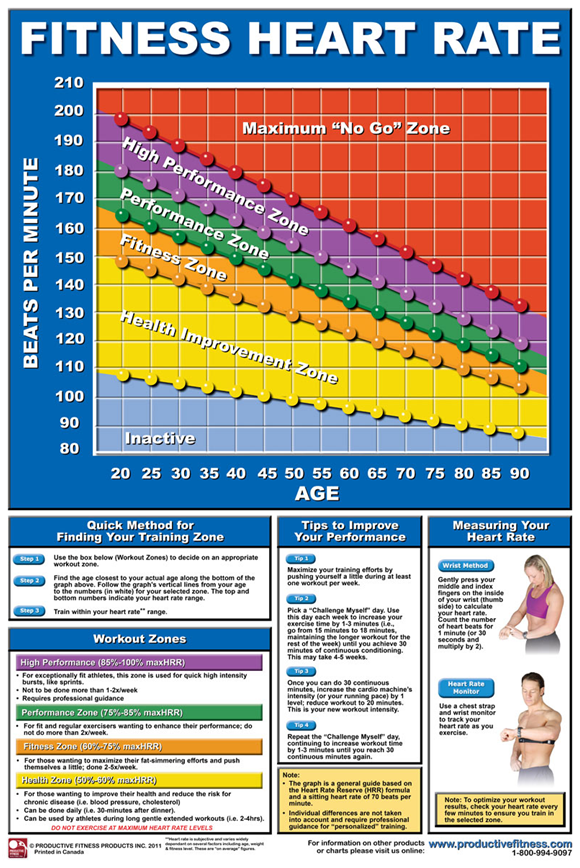 FITNESS HEART RATE
BEATS PER MINUTE
210
200
190
180
170
160
150
140
130
120
110
100
90
80
Maximum "No Go" Zone
High Performance Zone
Performance Zone
Fitness Zone
Health Improvement Zone
Inactive
20 25 30 35 40 45 50 55 60 65 70 75 80 85 90
AGE
Quick Method for
Finding Your Training Zone
Step 1
Use the box below (Workout Zones) to decide on an appropriate
workout zone.
Step 2
Find the age closest to your actual age along the bottom of the
graph above. Follow the graph's vertical lines from your age
to the numbers (in white) for your selected zone. The top and
bottom numbers indicate your heart rate range.
Step 3
Train within your heart rate** range.
Workout Zones
High Performance (85%-100% maxHRR)
• For exceptionally fit athletes, this zone is used for quick high intensity
bursts, like sprints.
• Not to be done more than 1-2x/week
• Requires professional guidance
Performance Zone (75%-85% maxHRR)
• For fit and regular exercisers wanting to enhance their performance; do
not do more than 2x/week.
Fitness Zone (60%-75% maxHRR)
• For those wanting to maximize their fat-simmering efforts and push
themselves a little; done 2-5x/week.
Health Zone (50%-60% maxHRR)
• For those wanting to improve their health and reduce the risk for
chronic disease (i.e. blood pressure, cholesterol)
• Can be done daily (i.e. 30-minutes after dinner).
• Can be used by athletes during long gentle extended workouts (i.e. 2-4hrs).
DO NOT EXERCISE AT MAXIMUM HEART RATE LEVELS
Tips to Improve
Your Performance
Tip 1
Maximize your training efforts by
pushing yourself a little during at least
one workout per week.
Tip 2
Pick a "Challenge Myself" day. Use
this day each week to increase your
exercise time by 1-3 minutes (i.e.,
go from 15 minutes to 18 minutes,
maintaining the longer workout for the
rest of the week) until you achieve 30
minutes of continuous conditioning.
This may take 4-5 weeks.
Tip 3
Once you can do 30 continuous
minutes, increase the cardio machine's
intensity (or your running pace) by 1
level; reduce workout to 20 minutes.
This is your new workout intensity.
Tip 4
Repeat the "Challenge Myself" day,
continuing to increase workout time
by 1-3 minutes until you reach 30
continuous minutes again.
Note:
• The graph is a general guide based on
the Heart Rate Reserve (HRR) formula
and a sitting heart rate of 70 beats per
minute.
• Individual differences are not taken
into account and require professional
guidance for "personalized" training.
Measuring Your
Heart Rate
Wrist Method
Gently press your
middle and index
fingers on the inside
of your wrist (thumb
side) to calculate
your heart rate.
Count the number
of heart beats for
1 minute (or 30
seconds and
multiply by 2).
Heart Rate
Monitor
Use a chest strap
and wrist monitor
to track your
heart rate as you
exercise.
Note: To optimize your workout
results, check your heart rate every
few minutes to ensure you train in
the selected zone.
© PRODUCTIVE FITNESS PRODUCTS INC. 2011
Printed in Canada
**Heart rate is subjective and varies widely
dependent on several factors including age, weight
& fitness level. These are "on average" figures.
For information on other products
or charts please visit us online:
www.productivefitness.com
1-800-994-9097